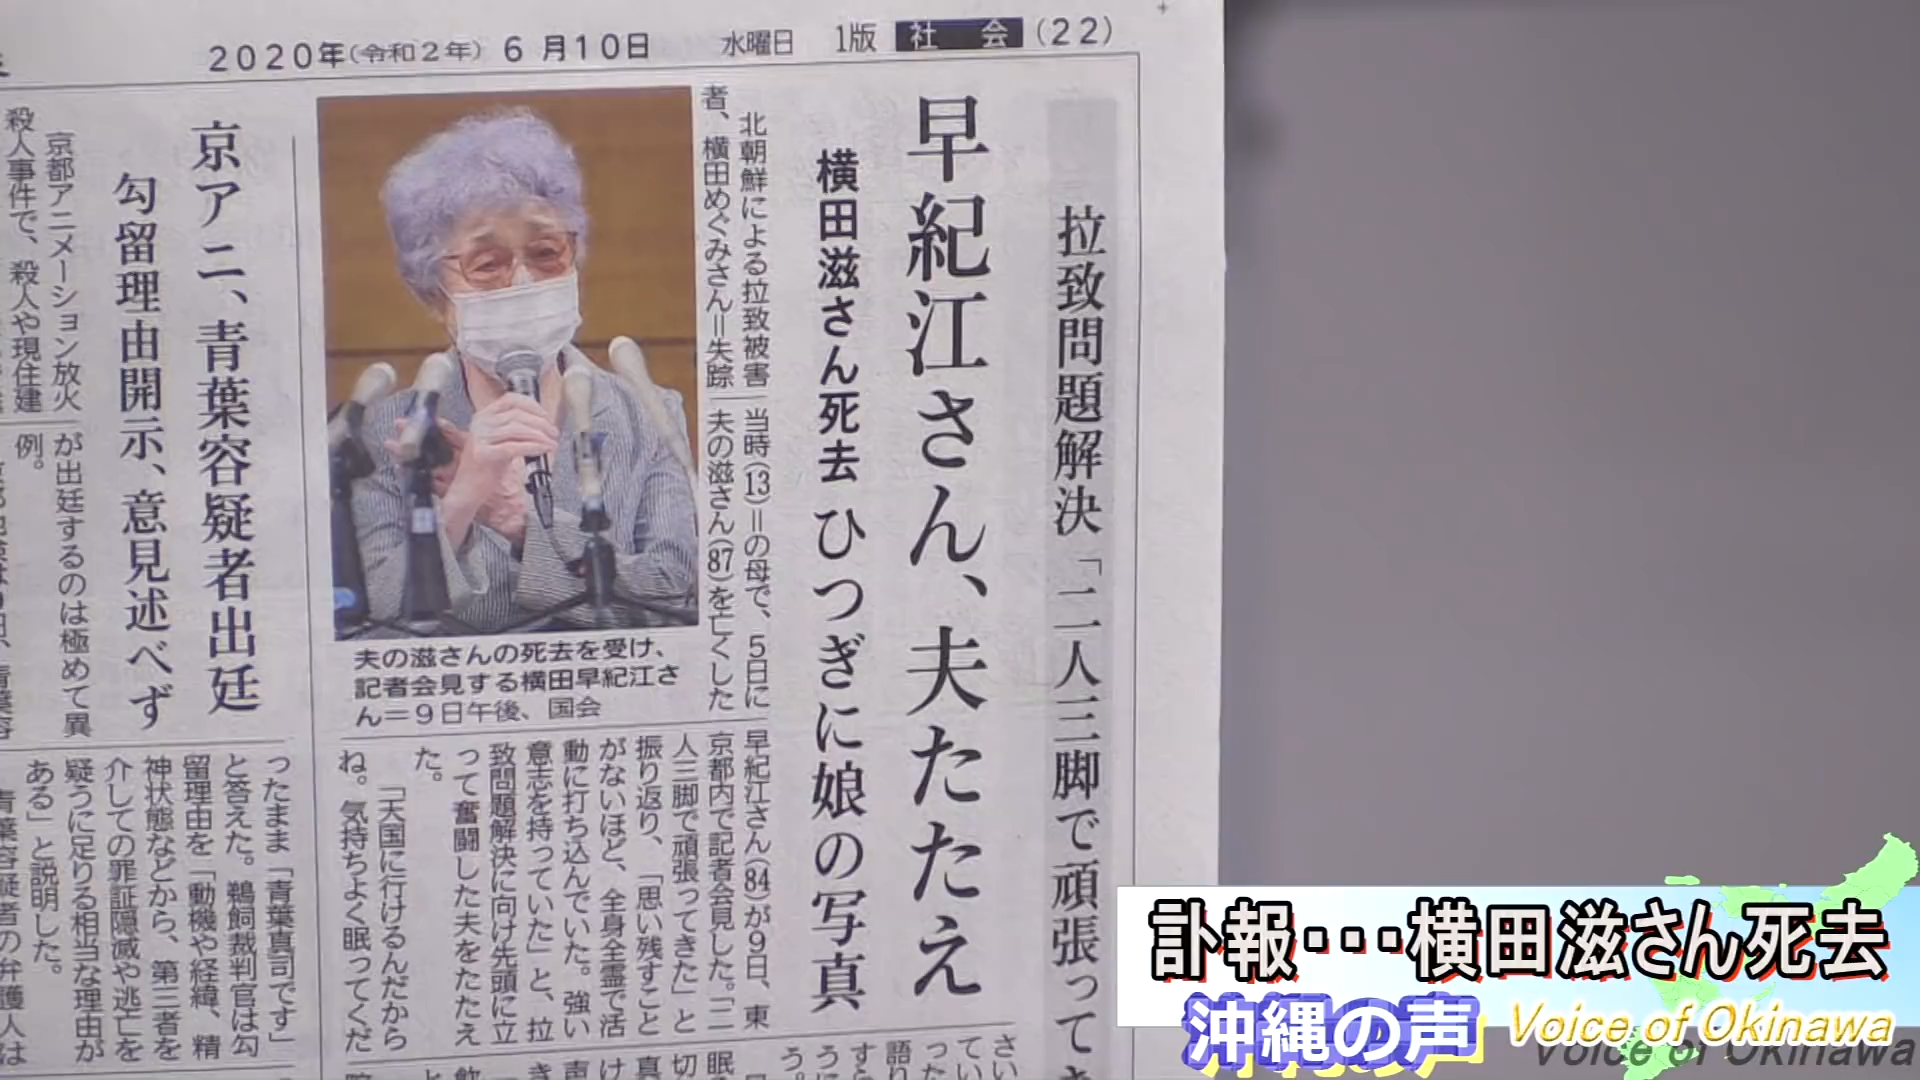 2020年(令和2年) 6月10日 水曜日 1版 社会 (22)
拉致問題解決「二人三脚で頑張って
早紀江さん、夫たたえ
横田滋さん死去 ひつぎに娘の写真
北朝鮮による拉致被害
者、横田めぐみさん=失踪
当時(13)=の母で、5日に
夫の滋さん(87)を亡くした
早紀江さん(84)が9日、東
京都内で記者会見した。「二
人三脚で頑張ってきた」と
振り返り、「思い残すこと
がないほど、全身全霊で活
動に打ち込んでいた。強い
意志を持っていた」と、拉
致問題解決に向け先頭に立
って奮闘した夫をたたえ
た。
「天国に行けるんだから
ね。気持ちよく眠ってくだ
夫の滋さんの死去を受け、
記者会見する横田早紀江さ
ん=9日午後、国会
京アニ、青葉容疑者出廷
勾留理由開示、意見述べず
京都アニメーション放火
殺人事件で、殺人や現住建
が出廷するのは極めて異
例。
ったまま「青葉真司です」
と答えた。鵜飼裁判官は勾
留理由を「動機や経緯、精
神状態などから、第三者を
介しての罪証隠滅や逃亡を
疑うに足りる相当な理由が
ある」と説明した。
青葉容疑者の弁護人は
訃報・・・横田滋さん死去
沖縄の声 Voice of Okinawa
Voice of Okinawa